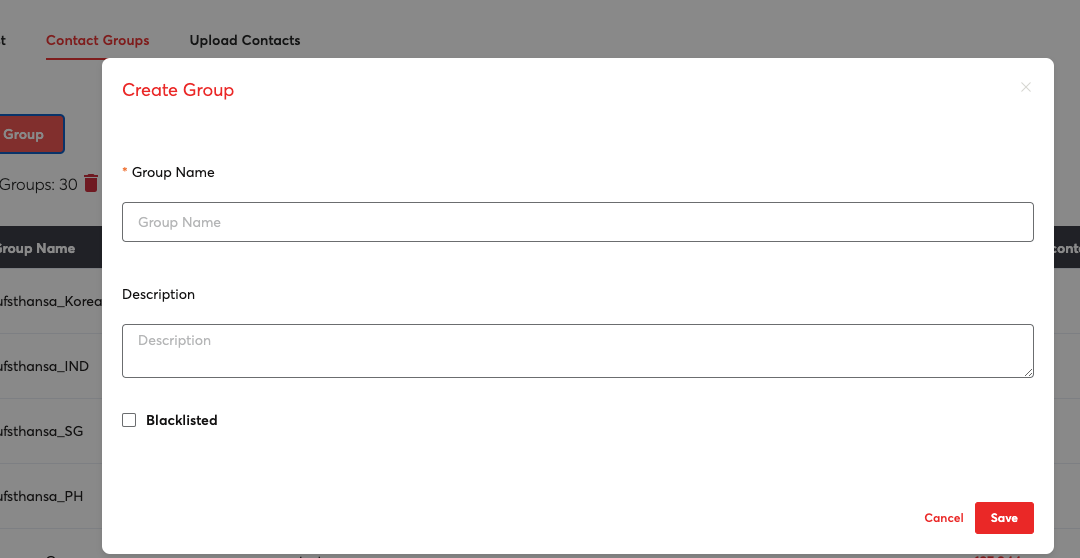 Contact Groups
Upload Contacts
Create Group
Group
* Group Name
Groups: 30
Group Name
Group Name
ufsthansa_Korea
Description
Description
ufsthansa_IND
Blacklisted
ufsthansa_SG
ufsthansa_PH
Cancel
Save